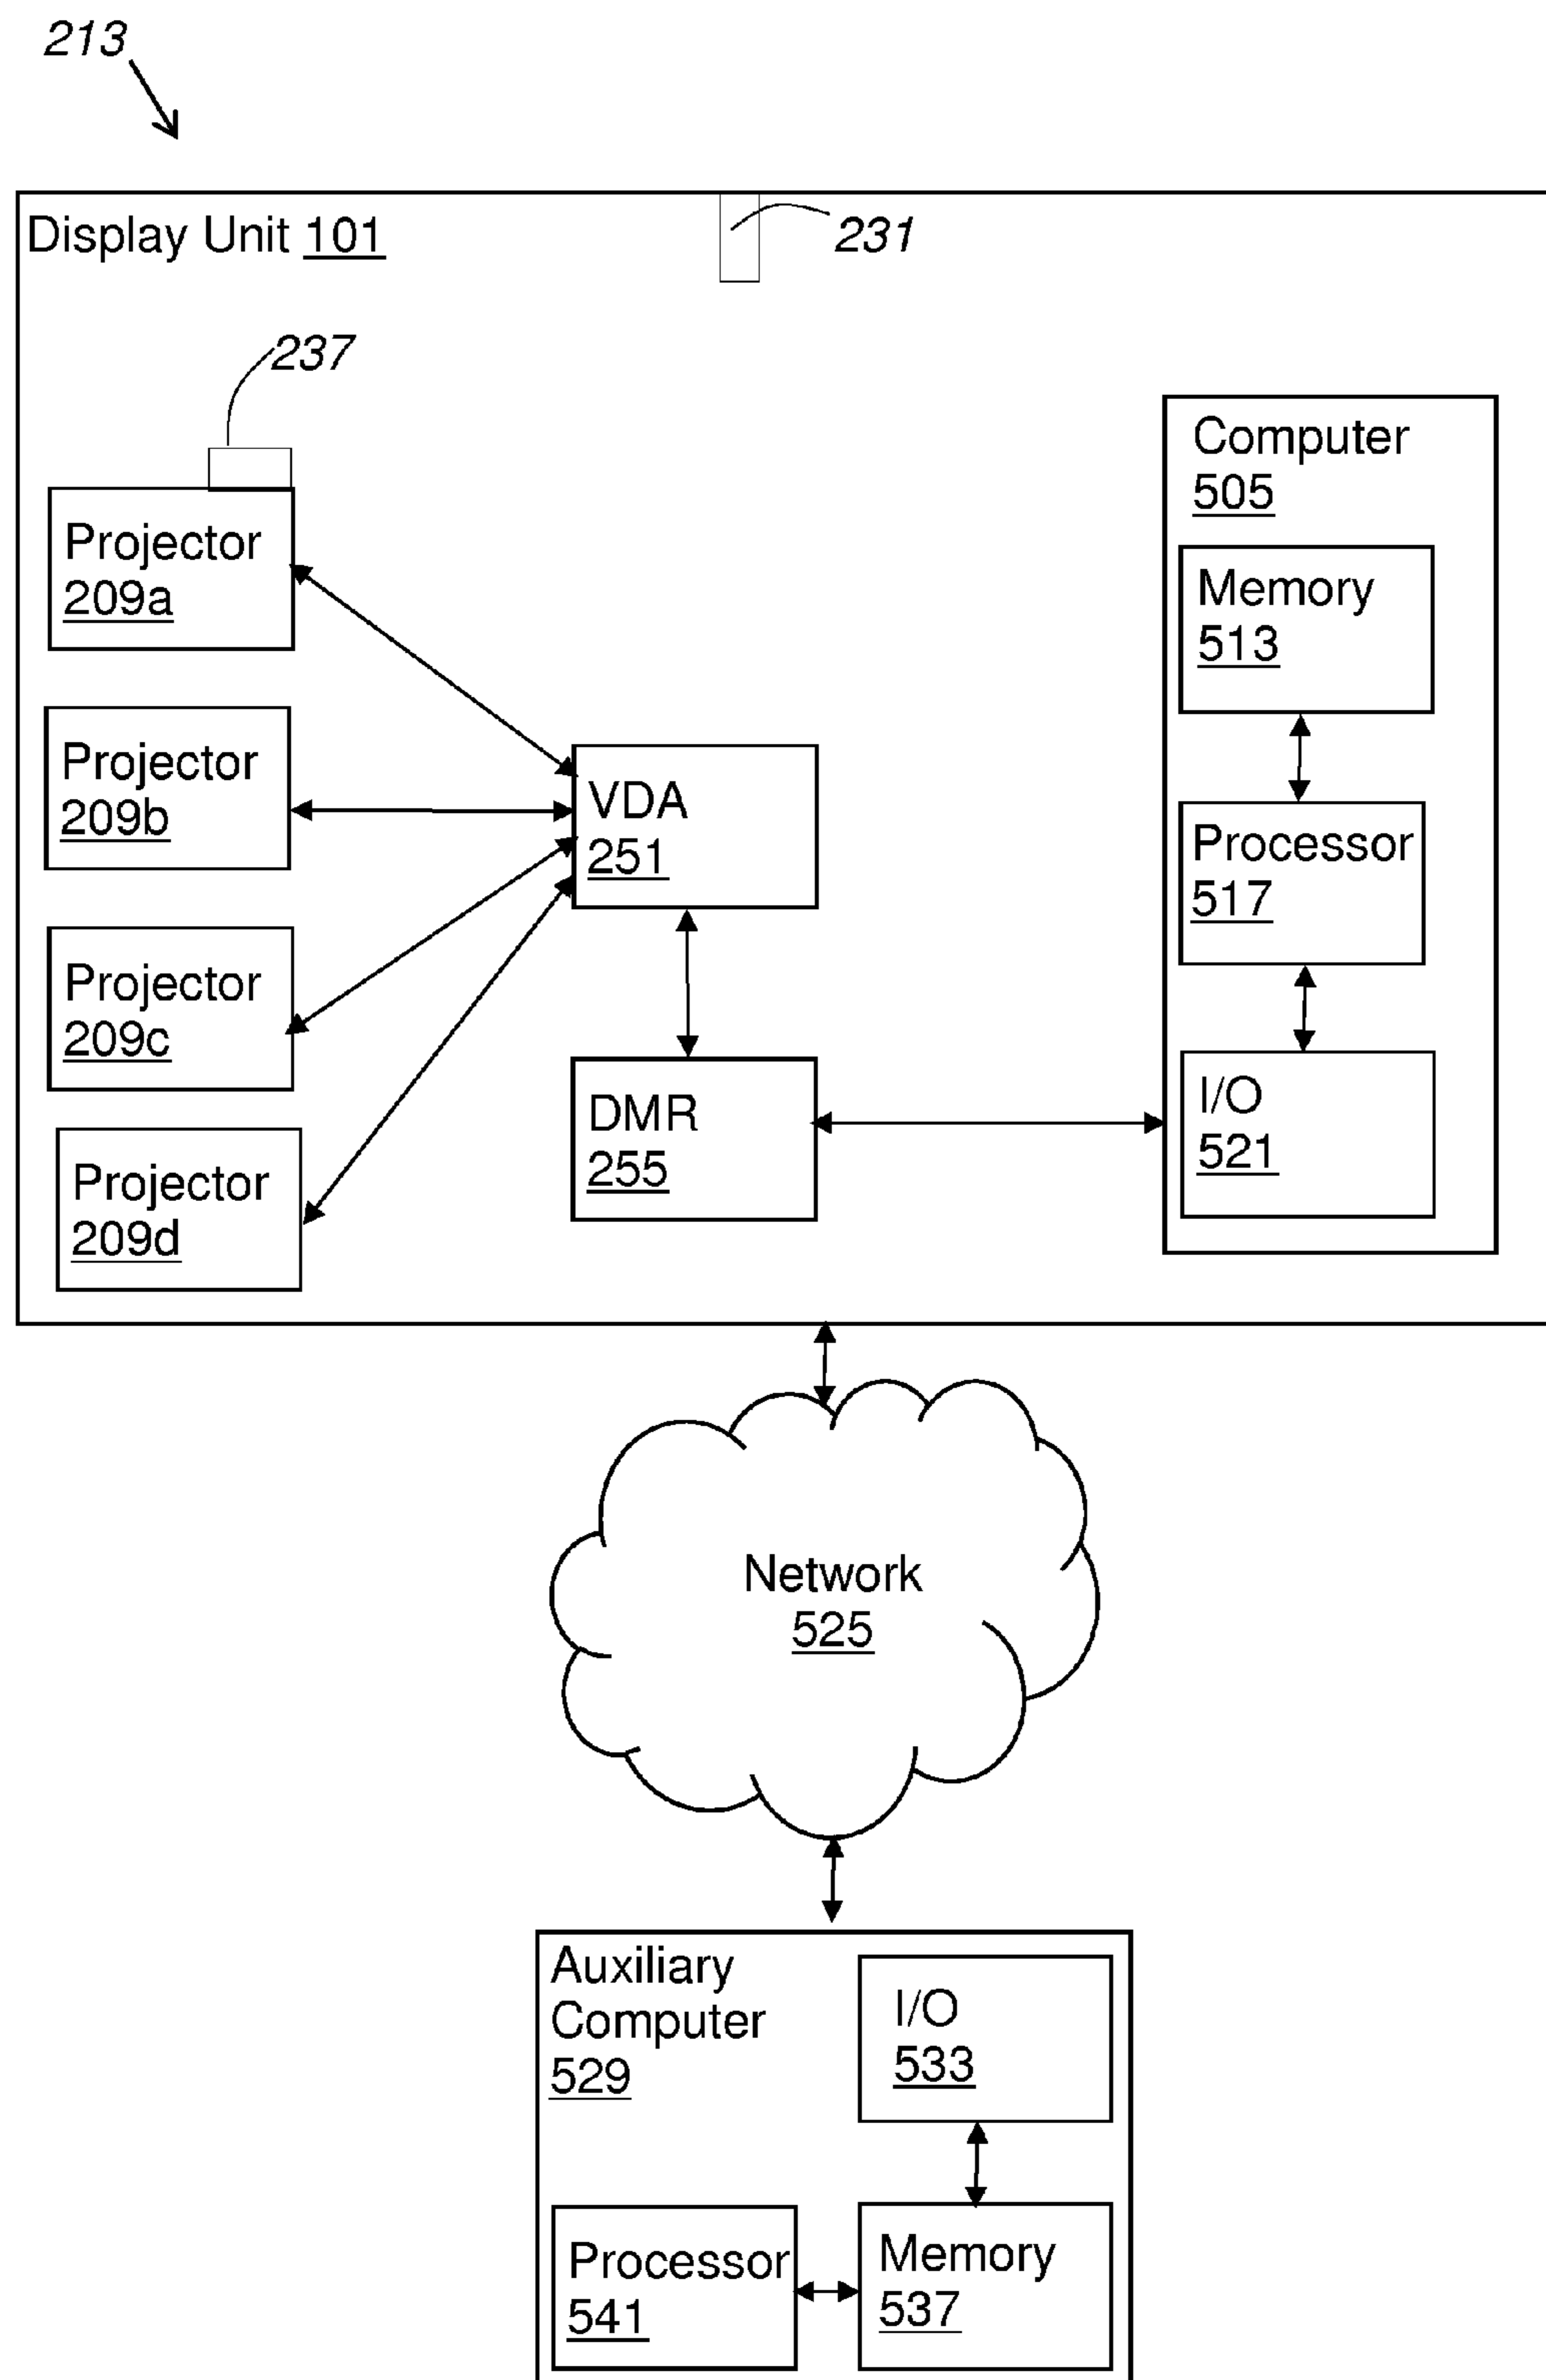 213
Display Unit 101
231
237
Projector
209a
Projector
209b
Projector
209c
Projector
209d
VDA
251
DMR
255
Computer
505
Memory
513
Processor
517
I/O
521
Network
525
Auxiliary
Computer
529
I/O
533
Processor
541
Memory
537